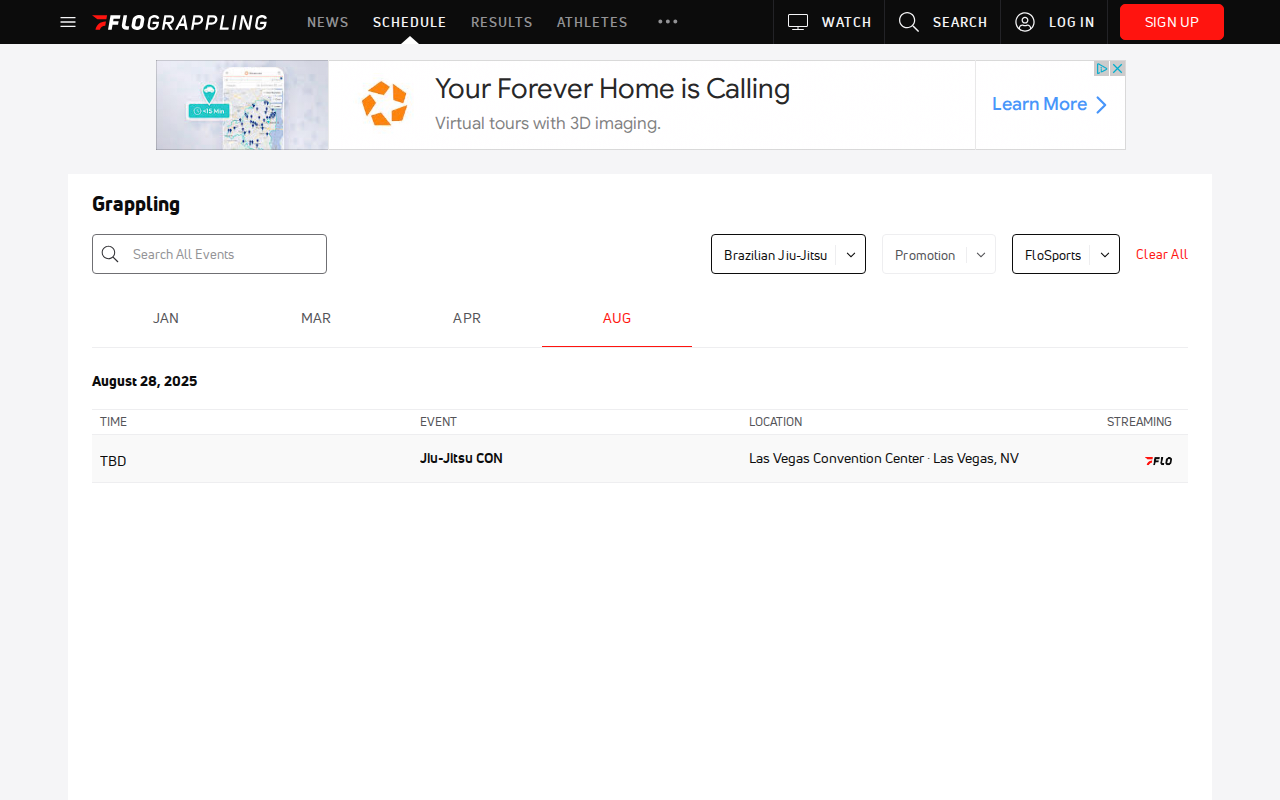 FLOGRAPPLING NEWS SCHEDULE RESULTS ATHLETES WATCH SEARCH LOG IN SIGN UP
<15 Min
Your Forever Home is Calling
Virtual tours with 3D imaging.
Learn More
Grappling
Search All Events
Brazilian Jiu-Jitsu
Promotion
FloSports
Clear All
JAN MAR APR AUG
August 28, 2025
TIME EVENT LOCATION STREAMING
TBD Jiu-Jitsu CON Las Vegas Convention Center · Las Vegas, NV FLO